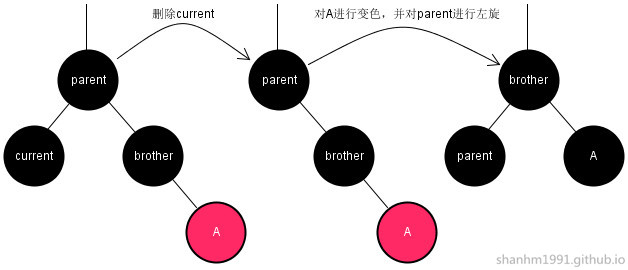 删除current
对A进行变色，并对parent进行左旋
parent
parent
brother
current
brother
brother
parent
A
A
A
shanhm1991.github.io